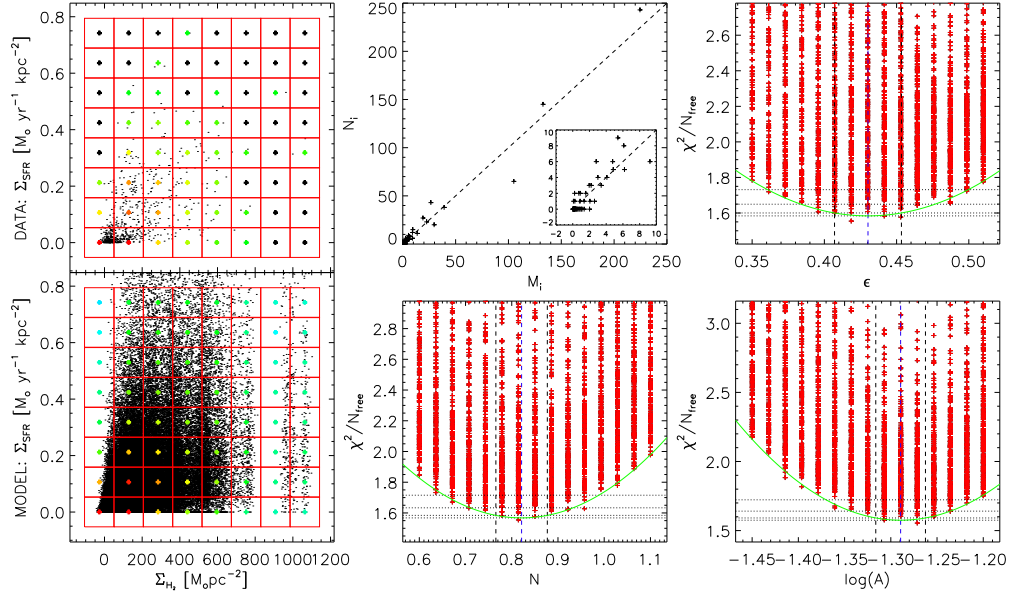 DATA: Σ_SFR [M_o yr^-1 kpc^-2]
0.8
0.6
0.4
0.2
0.0
MODEL: Σ_SFR [M_o yr^-1 kpc^-2]
0.8
0.6
0.4
0.2
0.0
0 200 400 600 800 1000 1200
Σ_H₂ [M_o pc^-2]
N_i
250
200
150
100
50
0
0 50 100 150 200 250
M_i
10
8
6
4
2
0
-2
-2 0 2 4 6 8 10
χ²/N_free
2.6
2.4
2.2
2.0
1.8
1.6
0.35 0.40 0.45 0.50
ϵ
χ²/N_free
2.8
2.6
2.4
2.2
2.0
1.8
1.6
0.6 0.7 0.8 0.9 1.0 1.1
N
χ²/N_free
3.0
2.5
2.0
1.5
-1.45 -1.40 -1.35 -1.30 -1.25 -1.20
log(A)